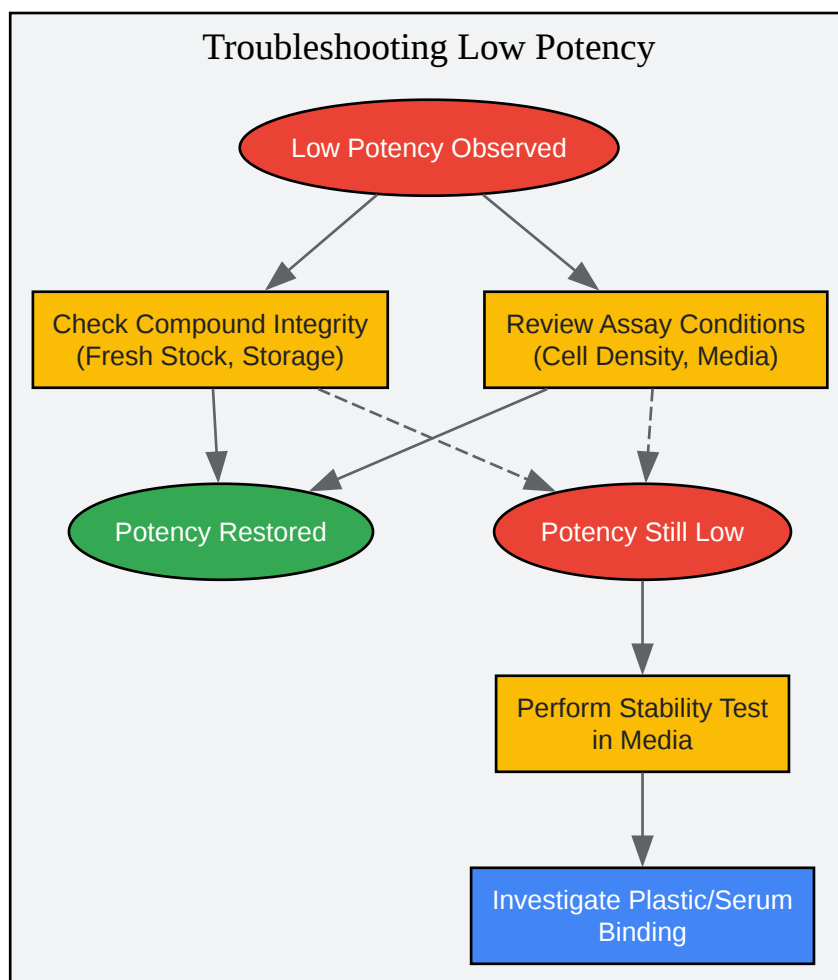 Troubleshooting Low Potency
Low Potency Observed
Check Compound Integrity
(Fresh Stock, Storage)
Review Assay Conditions
(Cell Density, Media)
Potency Restored
Potency Still Low
Perform Stability Test
in Media
Investigate Plastic/Serum
Binding